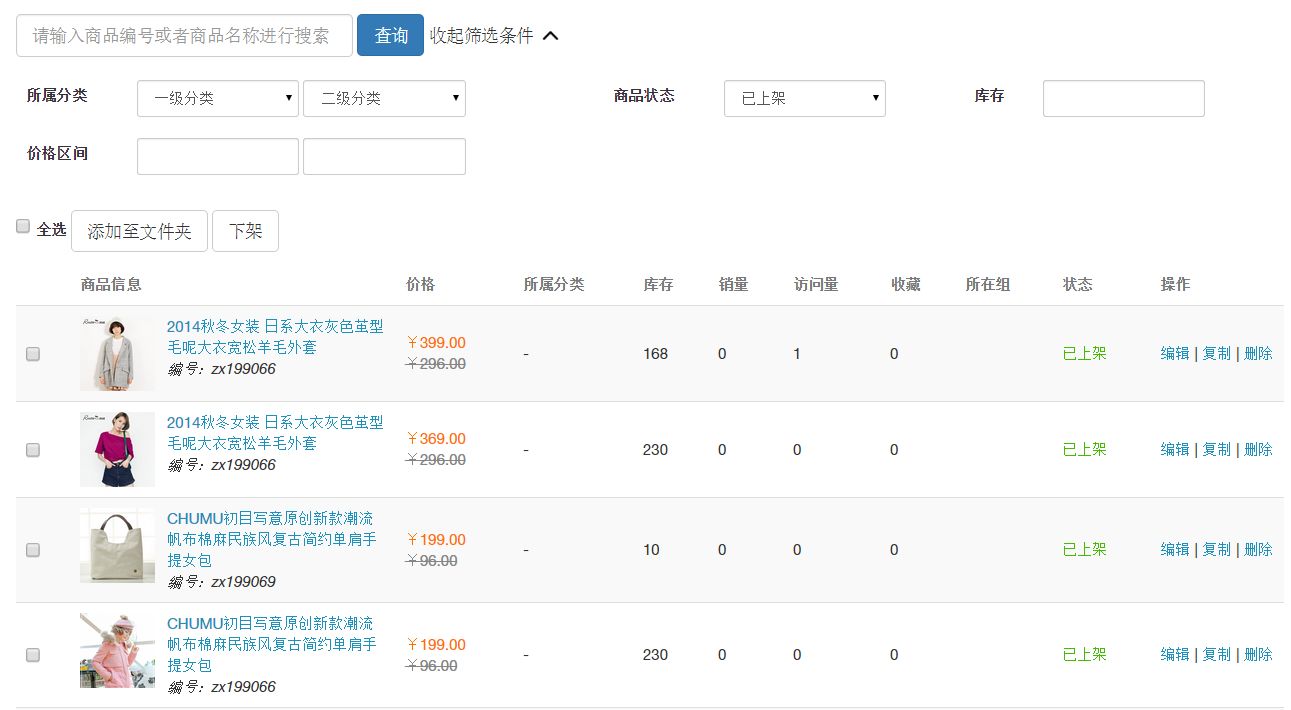 请输入商品编号或者商品名称进行搜索 查询 收起筛选条件
所属分类 一级分类 二级分类 商品状态 已上架 库存
价格区间
全选 添加至文件夹 下架
商品信息 价格 所属分类 库存 销量 访问量 收藏 所在组 状态 操作
2014秋冬女装 日系大衣灰色茧型
毛呢大衣宽松羊毛外套
编号：zx199066
￥399.00
￥296.00
- 168 0 1 0 已上架 编辑 | 复制 | 删除
2014秋冬女装 日系大衣灰色茧型
毛呢大衣宽松羊毛外套
编号：zx199066
￥369.00
￥296.00
- 230 0 0 0 已上架 编辑 | 复制 | 删除
CHUMU初目写意原创新款潮流
帆布棉麻民族风复古简约单肩手
提女包
编号：zx199069
￥199.00
￥96.00
- 10 0 0 0 已上架 编辑 | 复制 | 删除
CHUMU初目写意原创新款潮流
帆布棉麻民族风复古简约单肩手
提女包
编号：zx199066
￥199.00
￥96.00
- 230 0 0 0 已上架 编辑 | 复制 | 删除